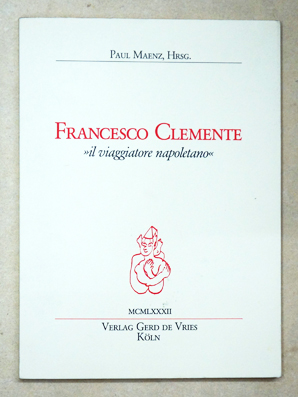 PAUL MAENZ, HRSG.
FRANCESCO CLEMENTE
»il viaggiatore napoletano«
MCMLXXXII
VERLAG GERD DE VRIES
KÖLN